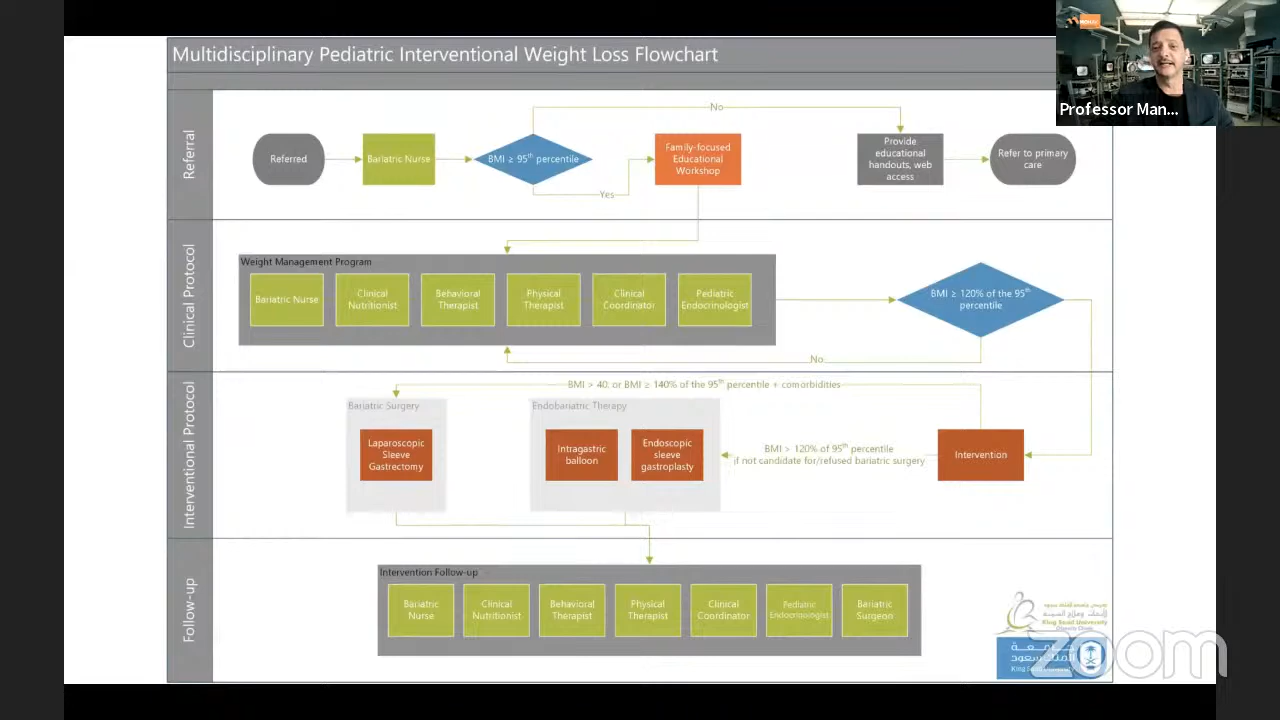 Multidisciplinary Pediatric Interventional Weight Loss Flowchart
Professor Man...
Referral
No
Referred
Bariatric Nurse
BMI ≥ 95th percentile
Family-focused
Educational
Workshop
Provide
educational
handouts, web
access
Refer to primary
care
Yes
Clinical Protocol
Weight Management Program
Bariatric Nurse
Clinical
Nutritionist
Behavioral
Therapist
Physical
Therapist
Clinical
Coordinator
Pediatric
Endocrinologist
BMI ≥ 120% of the 95th
percentile
No
Interventional Protocol
BMI > 40. or BMI ≥ 140% of the 95th percentile + comorbidities
Bariatric Surgery
Laparoscopic
Sleeve
Gastrectomy
Endobariatric Therapy
Intragastric
balloon
Endoscopic
sleeve
gastroplasty
BMI > 120% of 95th percentile
if not candidate for/refused bariatric surgery
Intervention
Follow-up
Intervention Follow-up
Bariatric
Nurse
Clinical
Nutritionist
Behavioral
Therapist
Physical
Therapist
Clinical
Coordinator
Pediatric
Endocrinologist
Bariatric
Surgeon
King Saud University
جامعة
الملك سعود
King Saud University
zoom